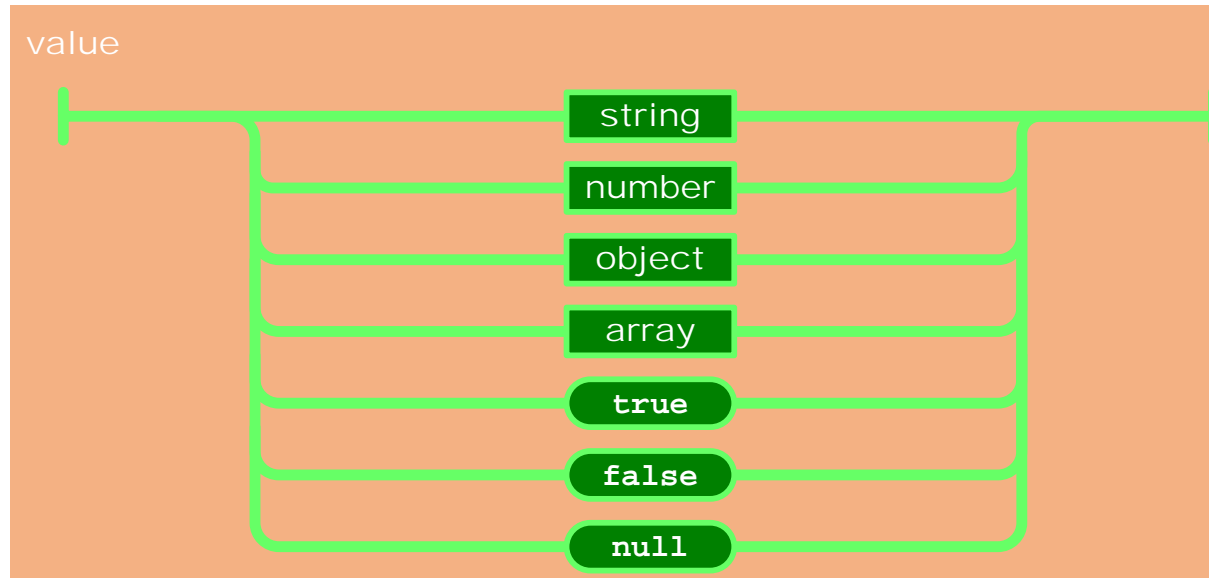 value
string
number
object
array
true
false
null